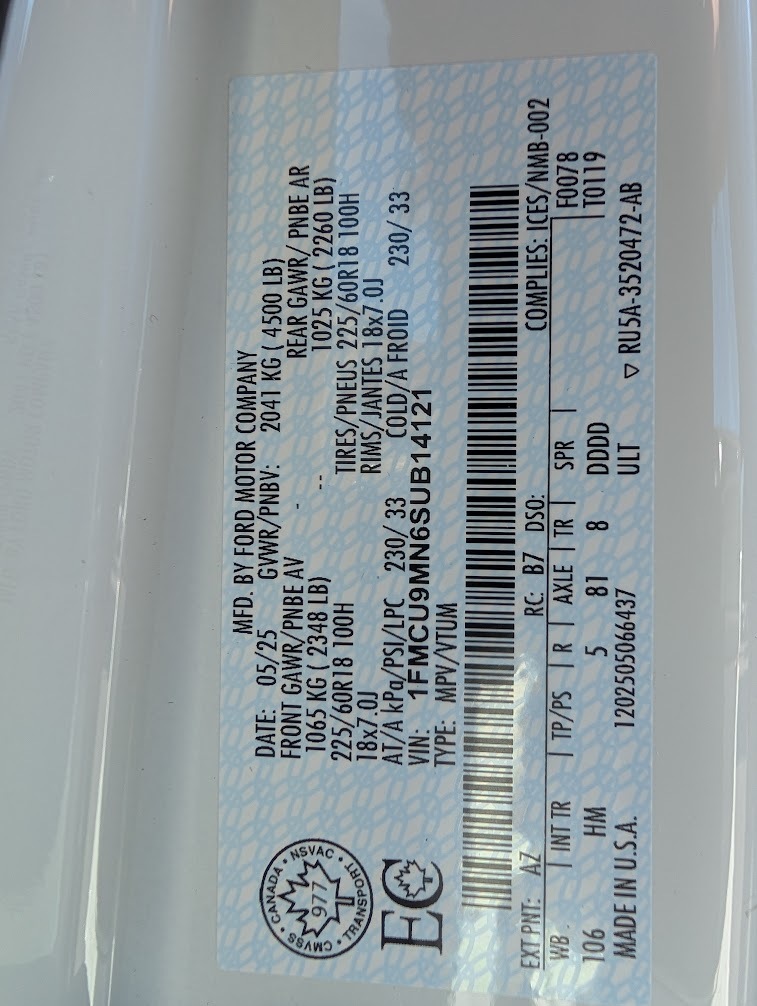 MFD. BY FORD MOTOR COMPANY
DATE: 05/25 GVWR/PNBV: 2041 KG ( 4500 LB)
FRONT GAWR/PNBE AV REAR GAWR/ PNBE AR
1065 KG ( 2348 LB) - 1025 KG ( 2260 LB)
225/60R18 100H -- TIRES/PNEUS 225/60R18 100H
18x7.0J RIMS/JANTES 18x7.0J
AT/A kPa/PSI/LPC 230/ 33 COLD/A FROID 230/ 33
VIN: 1FMCU9MN6SUB14121
TYPE: MPV/VTUM
CANADA • NSVAC • TRANSPORT • CMVSS •
977
EC
COMPLIES: ICES/NMB-002
EXT PNT: AZ RC: B7 DSO: F0078
WB INT TR TP/PS R AXLE TR SPR T0119
106 HM 5 81 8 DDDD
MADE IN U.S.A. 1202505066437 ULT ▽ RU5A-3520472-AB